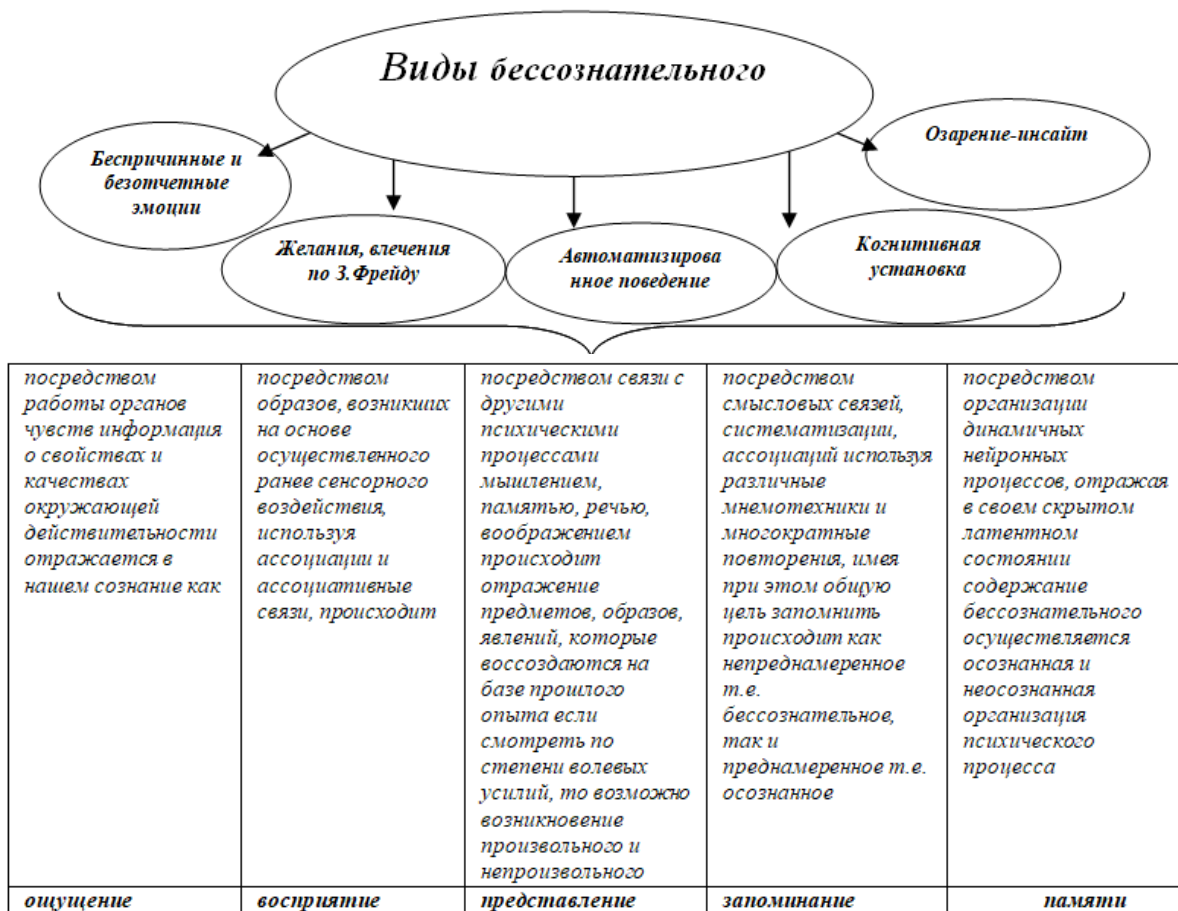 Виды бессознательного
Беспричинные и
безотчетные
эмоции
Желания, влечения
по З.Фрейду
Автоматизирова
нное поведение
Когнитивная
установка
Озарение-инсайт
посредством
работы органов
чувств информация
о свойствах и
качествах
окружающей
действительности
отражается в
нашем сознание как
посредством
образов, возникших
на основе
осуществленного
ранее сенсорного
воздействия,
используя
ассоциации и
ассоциативные
связи, происходит
посредством связи с
другими
психическими
процессами
мышлением,
памятью, речью,
воображением
происходит
отражение
предметов, образов,
явлений, которые
воссоздаются на
базе прошлого
опыта если
смотреть по
степени волевых
усилий, то возможно
возникновение
произвольного и
непроизвольного
посредством
смысловых связей,
систематизации,
ассоциаций используя
различные
мнемотехники и
многократные
повторения, имея
при этом общую
цель запомнить
происходит как
непреднамеренное
т.е.
бессознательное,
так и
преднамеренное т.е.
осознанное
посредством
организации
динамичных
нейронных
процессов, отражая
в своем скрытом
латентном
состоянии
содержание
бессознательного
осуществляется
осознанная и
неосознанная
организация
психического
процесса
ощущение
восприятие
представление
запоминание
памяти